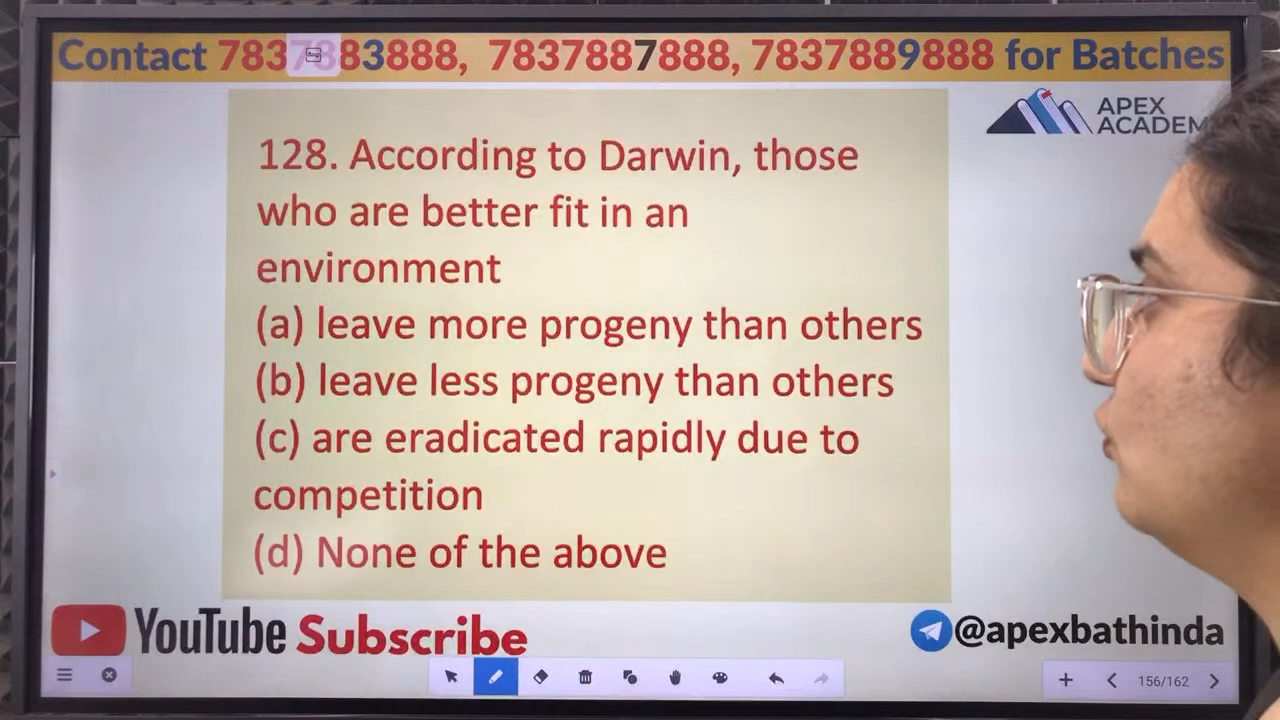 Contact 7837883888, 7837887888, 7837889888 for Batches
APEX
ACADEM
128. According to Darwin, those
who are better fit in an
environment
(a) leave more progeny than others
(b) leave less progeny than others
(c) are eradicated rapidly due to
competition
(d) None of the above
YouTube Subscribe
@apexbathinda
156/162